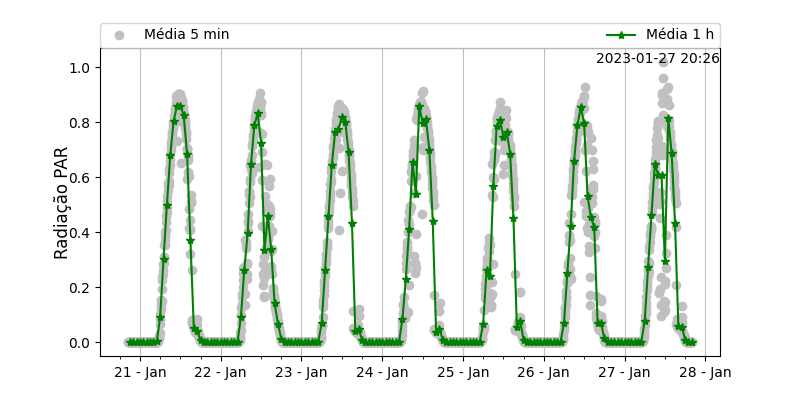 Média 5 min
Média 1 h
2023-01-27 20:26
Radiação PAR
1.0
0.8
0.6
0.4
0.2
0.0
21 - Jan
22 - Jan
23 - Jan
24 - Jan
25 - Jan
26 - Jan
27 - Jan
28 - Jan